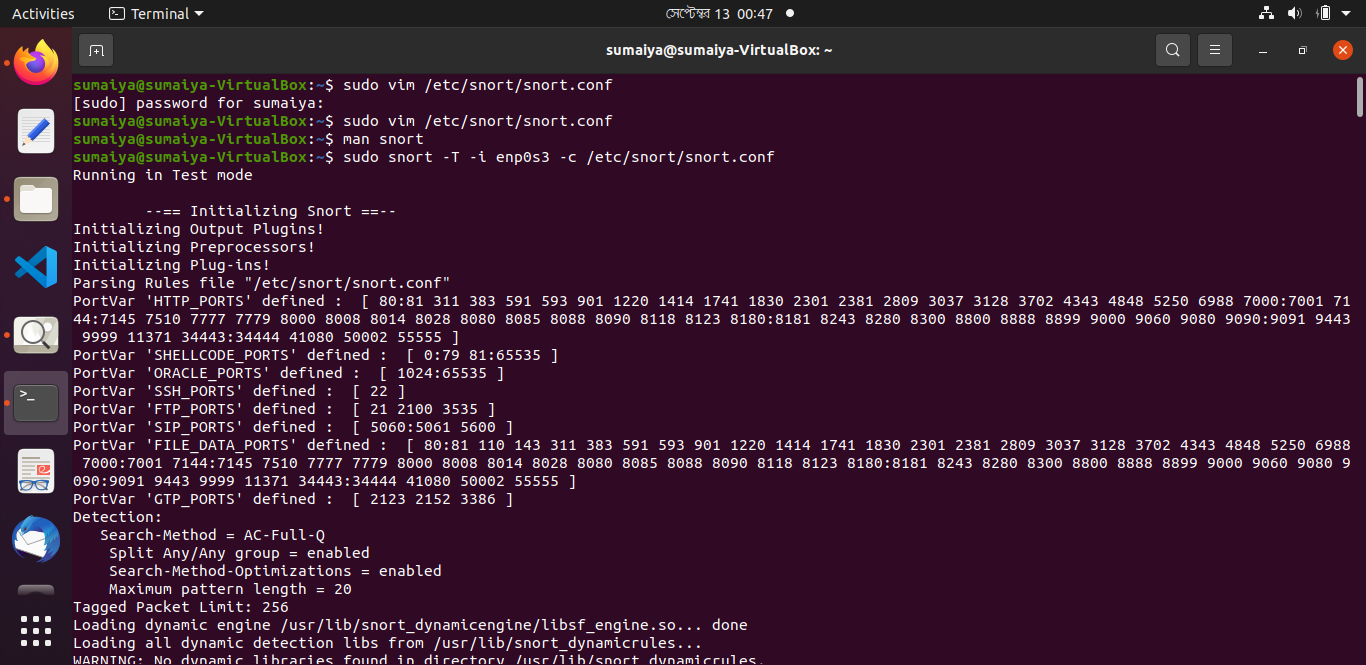 Activities
Terminal
সেপ্টেম্বর 13 00:47
sumaiya@sumaiya-VirtualBox: ~
sumaiya@sumaiya-VirtualBox:~$ sudo vim /etc/snort/snort.conf
[sudo] password for sumaiya:
sumaiya@sumaiya-VirtualBox:~$ sudo vim /etc/snort/snort.conf
sumaiya@sumaiya-VirtualBox:~$ man snort
sumaiya@sumaiya-VirtualBox:~$ sudo snort -T -i enp0s3 -c /etc/snort/snort.conf
Running in Test mode
--== Initializing Snort ==--
Initializing Output Plugins!
Initializing Preprocessors!
Initializing Plug-ins!
Parsing Rules file "/etc/snort/snort.conf"
PortVar 'HTTP_PORTS' defined :  [ 80:81 311 383 591 593 901 1220 1414 1741 1830 2301 2381 2809 3037 3128 3702 4343 4848 5250 6988 7000:7001 71
44:7145 7510 7777 7779 8000 8008 8014 8028 8080 8085 8088 8090 8118 8123 8180:8181 8243 8280 8300 8800 8888 8899 9000 9060 9080 9090:9091 9443
 9999 11371 34443:34444 41080 50002 55555 ]
PortVar 'SHELLCODE_PORTS' defined :  [ 0:79 81:65535 ]
PortVar 'ORACLE_PORTS' defined :  [ 1024:65535 ]
PortVar 'SSH_PORTS' defined :  [ 22 ]
PortVar 'FTP_PORTS' defined :  [ 21 2100 3535 ]
PortVar 'SIP_PORTS' defined :  [ 5060:5061 5600 ]
PortVar 'FILE_DATA_PORTS' defined :  [ 80:81 110 143 311 383 591 593 901 1220 1414 1741 1830 2301 2381 2809 3037 3128 3702 4343 4848 5250 6988
 7000:7001 7144:7145 7510 7777 7779 8000 8008 8014 8028 8080 8085 8088 8090 8118 8123 8180:8181 8243 8280 8300 8800 8888 8899 9000 9060 9080 9
090:9091 9443 9999 11371 34443:34444 41080 50002 55555 ]
PortVar 'GTP_PORTS' defined :  [ 2123 2152 3386 ]
Detection:
   Search-Method = AC-Full-Q
    Split Any/Any group = enabled
    Search-Method-Optimizations = enabled
    Maximum pattern length = 20
Tagged Packet Limit: 256
Loading dynamic engine /usr/lib/snort_dynamicengine/libsf_engine.so... done
Loading all dynamic detection libs from /usr/lib/snort_dynamicrules...
WARNING: No dynamic libraries found in directory /usr/lib/snort_dynamicrules.